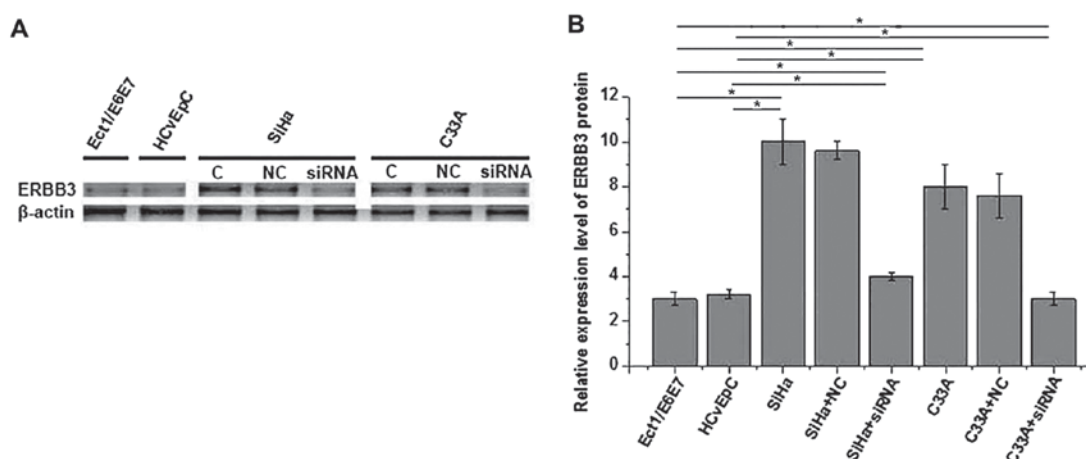 A
Ect1/E6E7
HCvEpC
SiHa
C33A
C NC siRNA C NC siRNA
ERBB3
β-actin
B
*
*
*
*
*
*
*
*
Relative expression level of ERBB3 protein
12
10
8
6
4
2
0
Ect1/E6E7
HCvEpC
SiHa
SiHa+NC
SiHa+siRNA
C33A
C33A+NC
C33A+siRNA